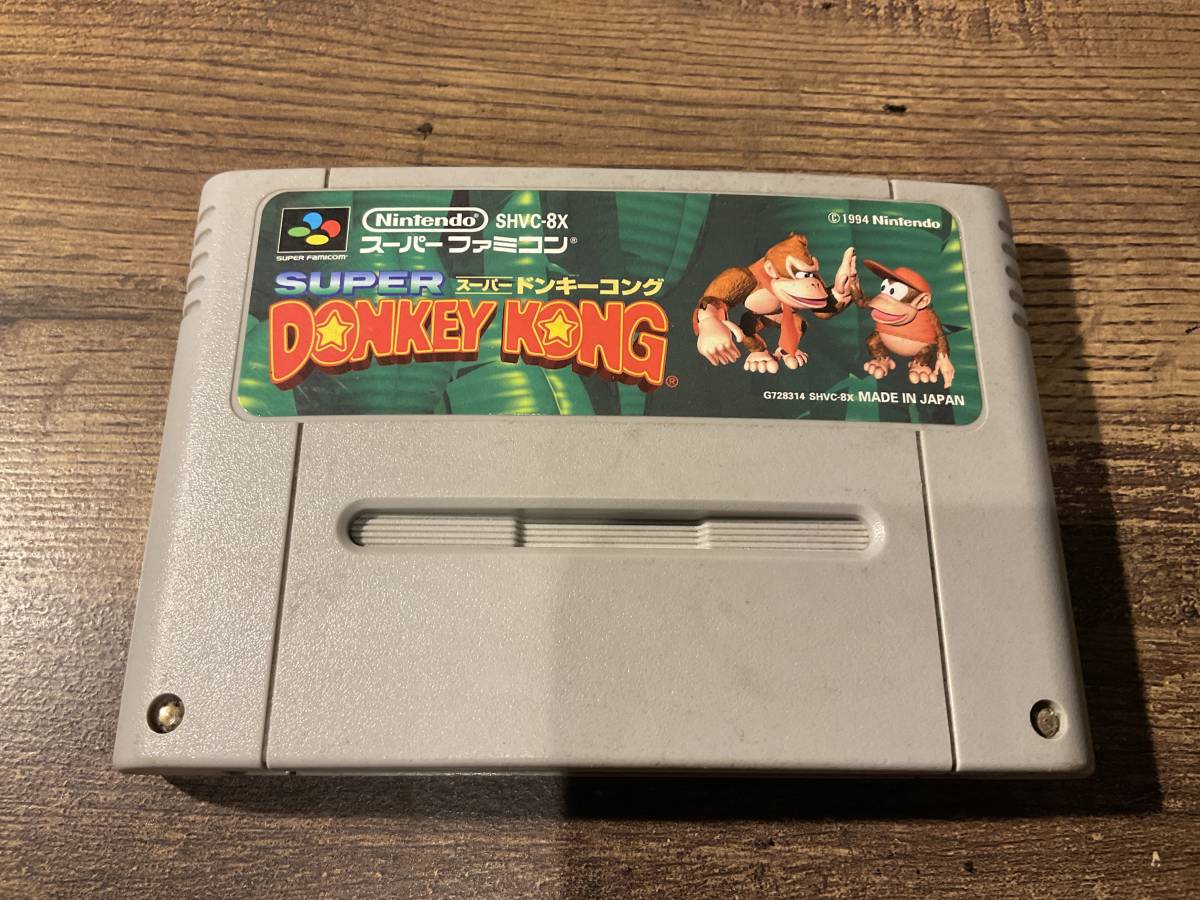 SUPER FAMICOM
Nintendo® SHVC-8X
スーパーファミコン®
SUPER スーパードンキーコング
DONKEY KONG®
© 1994 Nintendo
G728314 SHVC-8X MADE IN JAPAN